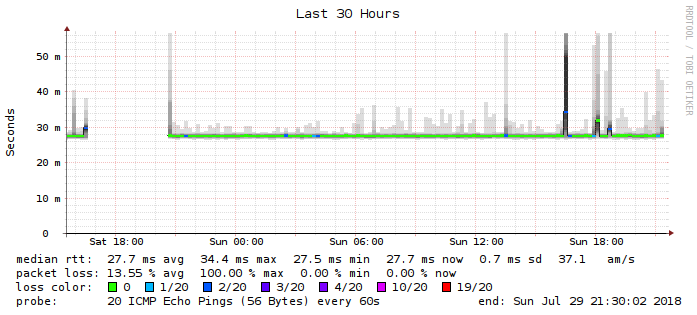 Last 30 Hours
RRDTOOL / TOBI OETIKER
Seconds
50 m
40 m
30 m
20 m
10 m
0
Sat 18:00 Sun 00:00 Sun 06:00 Sun 12:00 Sun 18:00
median rtt: 27.7 ms avg 34.4 ms max 27.5 ms min 27.7 ms now 0.7 ms sd 37.1 am/s
packet loss: 13.55 % avg 100.00 % max 0.00 % min 0.00 % now
loss color: 0 1/20 2/20 3/20 4/20 10/20 19/20
probe: 20 ICMP Echo Pings (56 Bytes) every 60s end: Sun Jul 29 21:30:02 2018